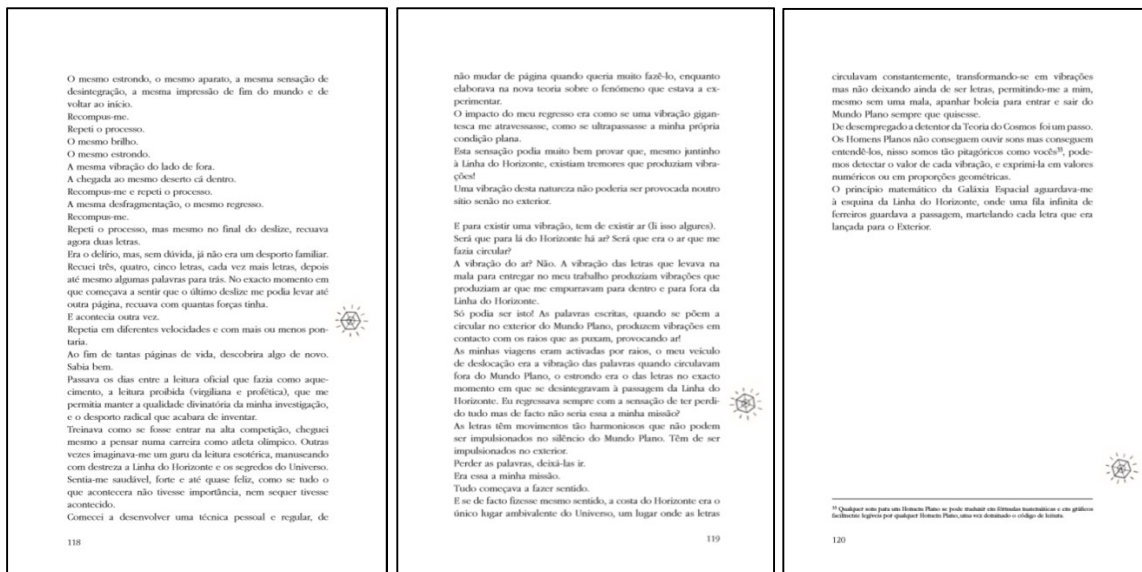 O mesmo estrondo, o mesmo aparato, a mesma sensação de
desintegração, a mesma impressão de fim do mundo e de
voltar ao início.
Recompus-me.
Repeti o processo.
O mesmo brilho.
O mesmo estrondo.
A mesma vibração do lado de fora.
A chegada ao mesmo deserto cá dentro.
Recompus-me e repeti o processo.
A mesma desfragmentação, o mesmo regresso.
Recompus-me.
Repeti o processo, mas mesmo no final do deslize, recuava
agora duas letras.
Era o delírio, mas, sem dúvida, já não era um desporto familiar.
Recuei três, quatro, cinco letras, cada vez mais letras, depois
até mesmo algumas palavras para trás. No exacto momento em
que começava a sentir que o último deslize me podia levar até
outra página, recuava com quantas forças tinha.
E acontecia outra vez.
Repetia em diferentes velocidades e com mais ou menos pon-
taria.
Ao fim de tantas páginas de vida, descobrira algo de novo.
Sabia bem.
Passava os dias entre a leitura oficial que fazia como aque-
cimento, a leitura proibida (virgiliana e profética), que me
permitia manter a qualidade divinatória da minha investigação,
e o desporto radical que acabara de inventar.
Treinava como se fosse entrar na alta competição, cheguei
mesmo a pensar numa carreira como atleta olímpico. Outras
vezes imaginava-me um guru da leitura esotérica, manuseando
com destreza a Linha do Horizonte e os segredos do Universo.
Sentia-me saudável, forte e até quase feliz, como se tudo o
que acontecera não tivesse importância, nem sequer tivesse
acontecido.
Comecei a desenvolver uma técnica pessoal e regular, de
118
não mudar de página quando queria muito fazê-lo, enquanto
elaborava na nova teoria sobre o fenómeno que estava a ex-
perimentar.
O impacto do meu regresso era como se uma vibração gigan-
tesca me atravessasse, como se ultrapassasse a minha própria
condição plana.
Esta sensação podia muito bem provar que, mesmo juntinho
à Linha do Horizonte, existiam tremores que produziam vibra-
ções!
Uma vibração desta natureza não poderia ser provocada noutro
sítio senão no exterior.
E para existir uma vibração, tem de existir ar (li isso algures).
Será que para lá do Horizonte há ar? Será que era o ar que me
fazia circular?
A vibração do ar? Não. A vibração das letras que levava na
mala para entregar no meu trabalho produziam vibrações que
produziam ar que me empurravam para dentro e para fora da
Linha do Horizonte.
Só podia ser isto! As palavras escritas, quando se põem a
circular no exterior do Mundo Plano, produzem vibrações em
contacto com os raios que as puxam, provocando ar!
As minhas viagens eram activadas por raios, o meu veículo
de deslocação era a vibração das palavras quando circulavam
fora do Mundo Plano, o estrondo era o das letras no exacto
momento em que se desintegravam à passagem da Linha do
Horizonte. Eu regressava sempre com a sensação de ter perdi-
do tudo mas de facto não seria essa a minha missão?
As letras têm movimentos tão harmoniosos que não podem
ser impulsionados no silêncio do Mundo Plano. Têm de ser
impulsionados no exterior.
Perder as palavras, deixá-las ir.
Era essa a minha missão.
Tudo começava a fazer sentido.
E se de facto fizesse mesmo sentido, a costa do Horizonte era o
único lugar ambivalente do Universo, um lugar onde as letras
119
circulavam constantemente, transformando-se em vibrações
mas não deixando ainda de ser letras, permitindo-me a mim,
mesmo sem uma mala, apanhar boleia para entrar e sair do
Mundo Plano sempre que quisesse.
De desempregado a detentor da Teoria do Cosmos foi um passo.
Os Homens Planos não conseguem ouvir sons mas conseguem
entendê-los, nisso somos tão pitagóricos como vocês³³, pode-
mos detectar o valor de cada vibração, e exprimi-la em valores
numéricos ou em proporções geométricas.
O princípio matemático da Galáxia Espacial aguardava-me
à esquina da Linha do Horizonte, onde uma fila infinita de
ferreiros guardava a passagem, martelando cada letra que era
lançada para o Exterior.
³³ Qualquer som para um Homem Plano se pode traduzir em fórmulas matemáticas e em gráficos
facilmente legíveis por qualquer Homem Plano, uma vez dominado o código de leitura.
120